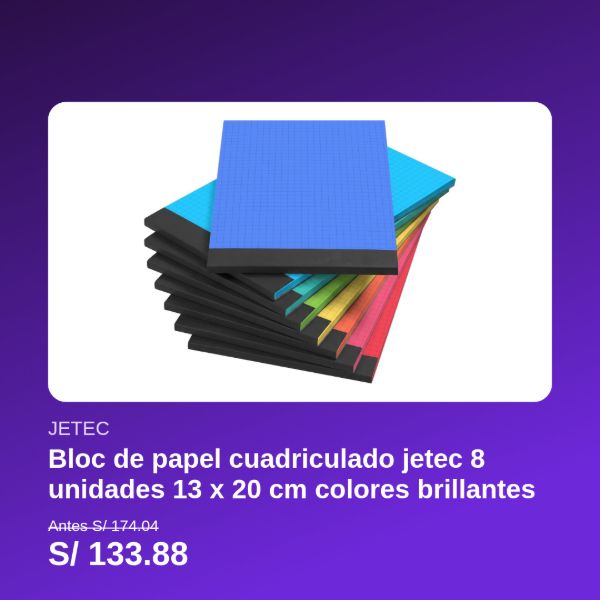 JETEC
Bloc de papel cuadriculado jetec 8
unidades 13 x 20 cm colores brillantes
Antes S/ 174.04
S/ 133.88